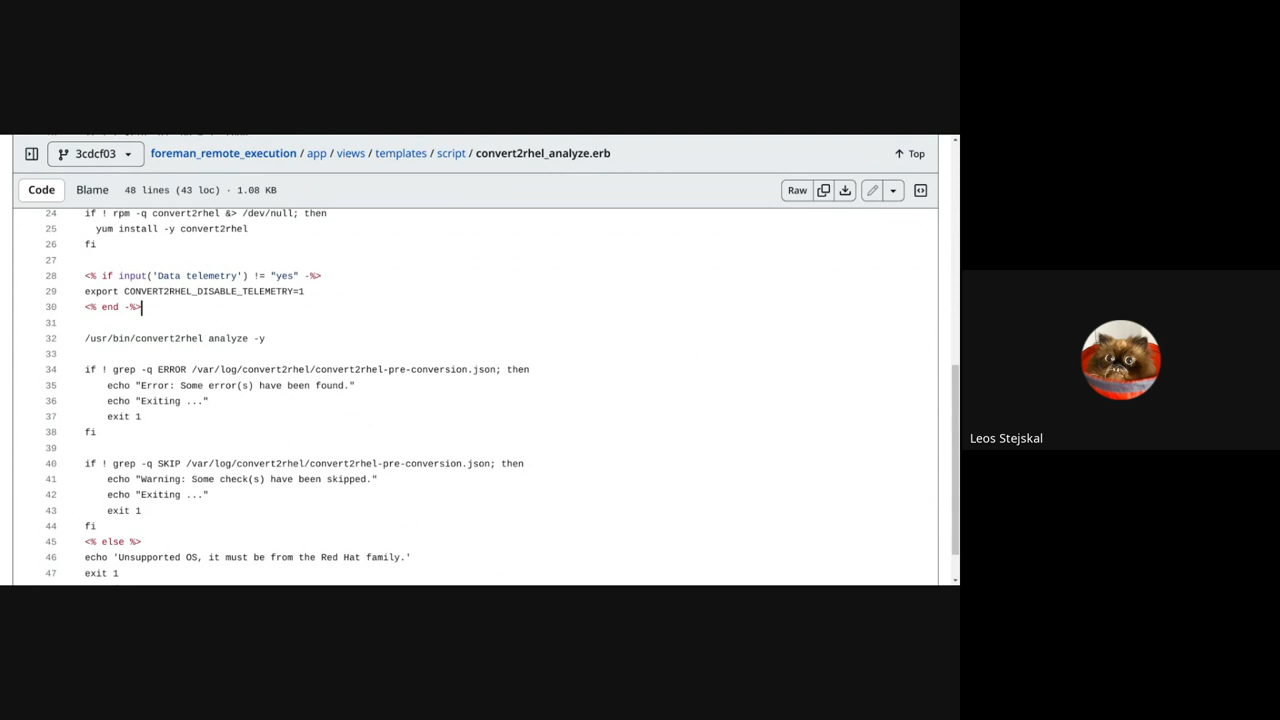 3cdcf03
foreman_remote_execution / app / views / templates / script / convert2rhel_analyze.erb
Top
Code
Blame
48 lines (43 loc) · 1.08 KB
Raw
24 if ! rpm -q convert2rhel &> /dev/null; then
25 yum install -y convert2rhel
26 fi
27
28 <% if input('Data telemetry') != "yes" -%>
29 export CONVERT2RHEL_DISABLE_TELEMETRY=1
30 <% end -%>
31
32 /usr/bin/convert2rhel analyze -y
33
34 if ! grep -q ERROR /var/log/convert2rhel/convert2rhel-pre-conversion.json; then
35 echo "Error: Some error(s) have been found."
36 echo "Exiting ..."
37 exit 1
38 fi
39
40 if ! grep -q SKIP /var/log/convert2rhel/convert2rhel-pre-conversion.json; then
41 echo "Warning: Some check(s) have been skipped."
42 echo "Exiting ..."
43 exit 1
44 fi
45 <% else %>
46 echo 'Unsupported OS, it must be from the Red Hat family.'
47 exit 1
Leos Stejskal